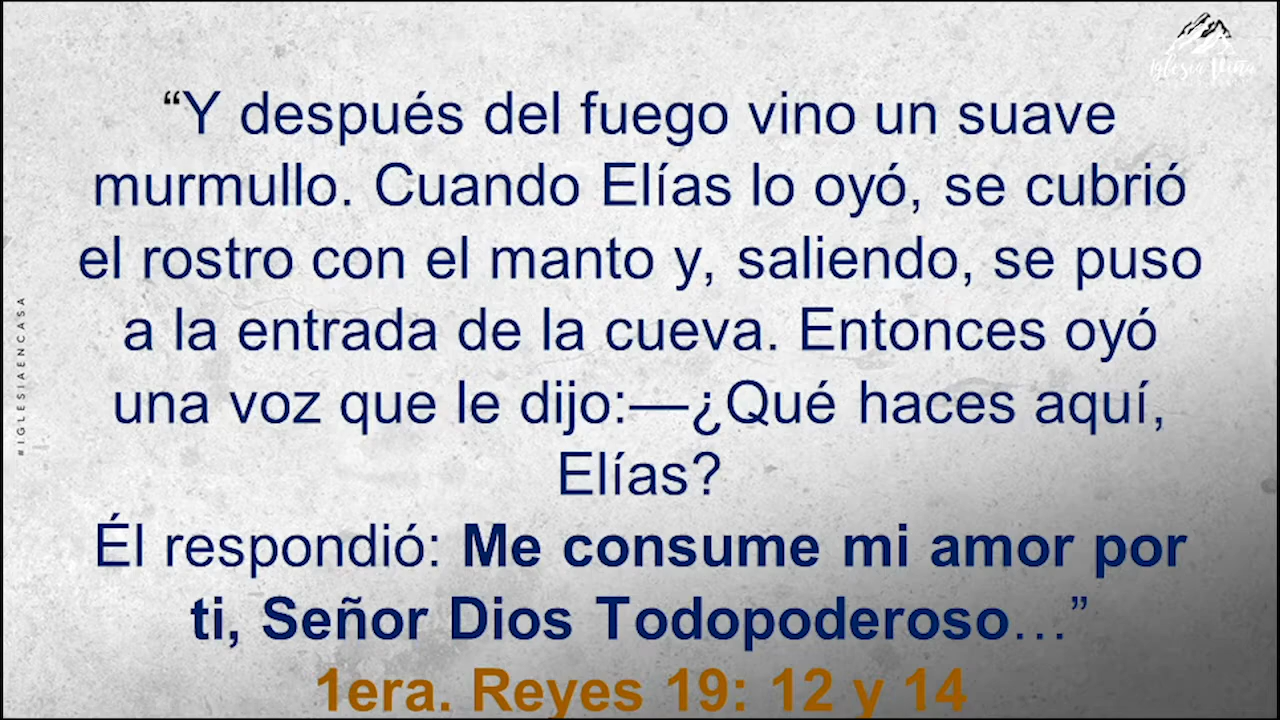 “Y después del fuego vino un suave
murmullo. Cuando Elías lo oyó, se cubrió
el rostro con el manto y, saliendo, se puso
a la entrada de la cueva. Entonces oyó
una voz que le dijo:—¿Qué haces aquí,
Elías?
Él respondió: Me consume mi amor por
ti, Señor Dios Todopoderoso…”
1era. Reyes 19: 12 y 14
#IGLESIAENCASA
Iglesia